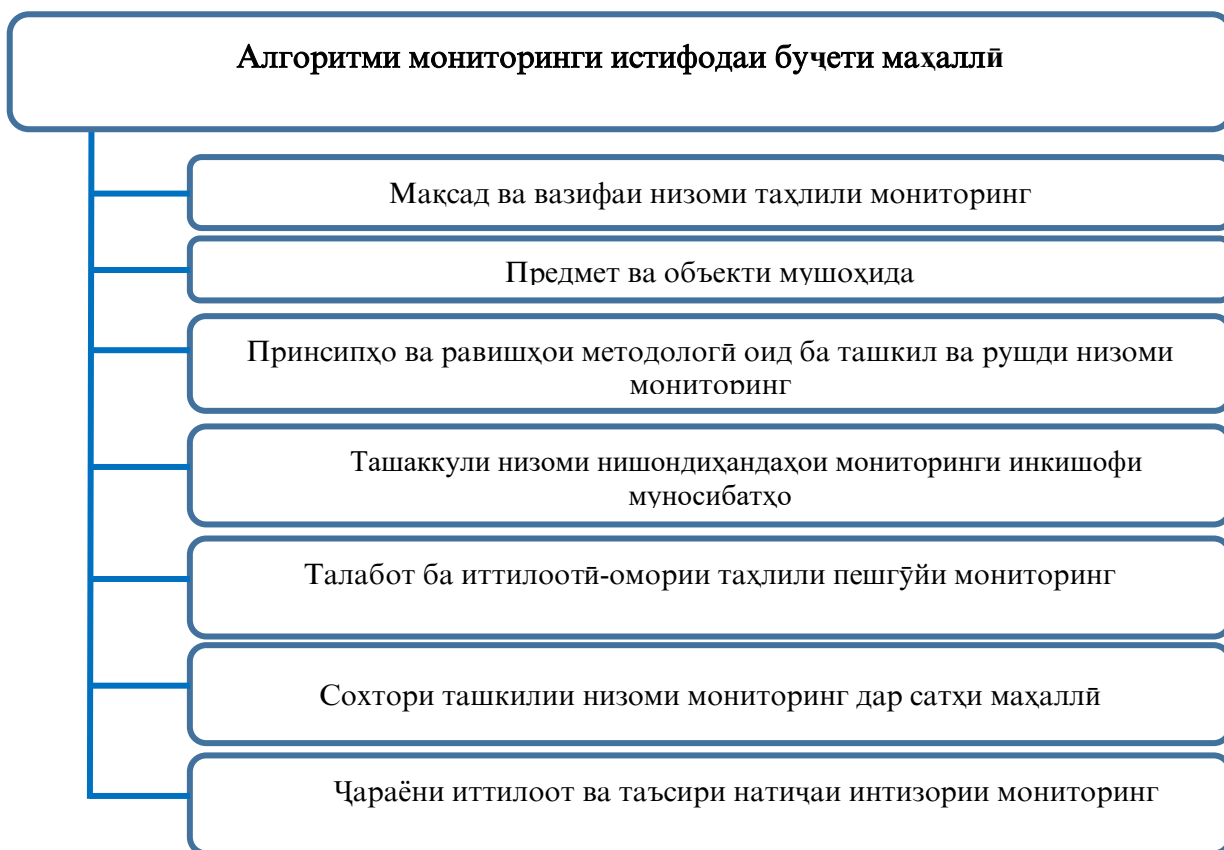 Алгоритми мониторинги истифодаи буҷети маҳаллӣ
Мақсад ва вазифаи низоми таҳлили мониторинг
Предмет ва объекти мушоҳида
Принсипҳо ва равишҳои методологӣ оид ба ташкил ва рушди низоми
мониторинг
Ташаккули низоми нишондиҳандаҳои мониторинги инкишофи
муносибатҳо
Талабот ба иттилоотӣ-омории таҳлили пешгӯйи мониторинг
Сохтори ташкилии низоми мониторинг дар сатҳи маҳаллӣ
Ҷараёни иттилоот ва таъсири натиҷаи интизории мониторинг